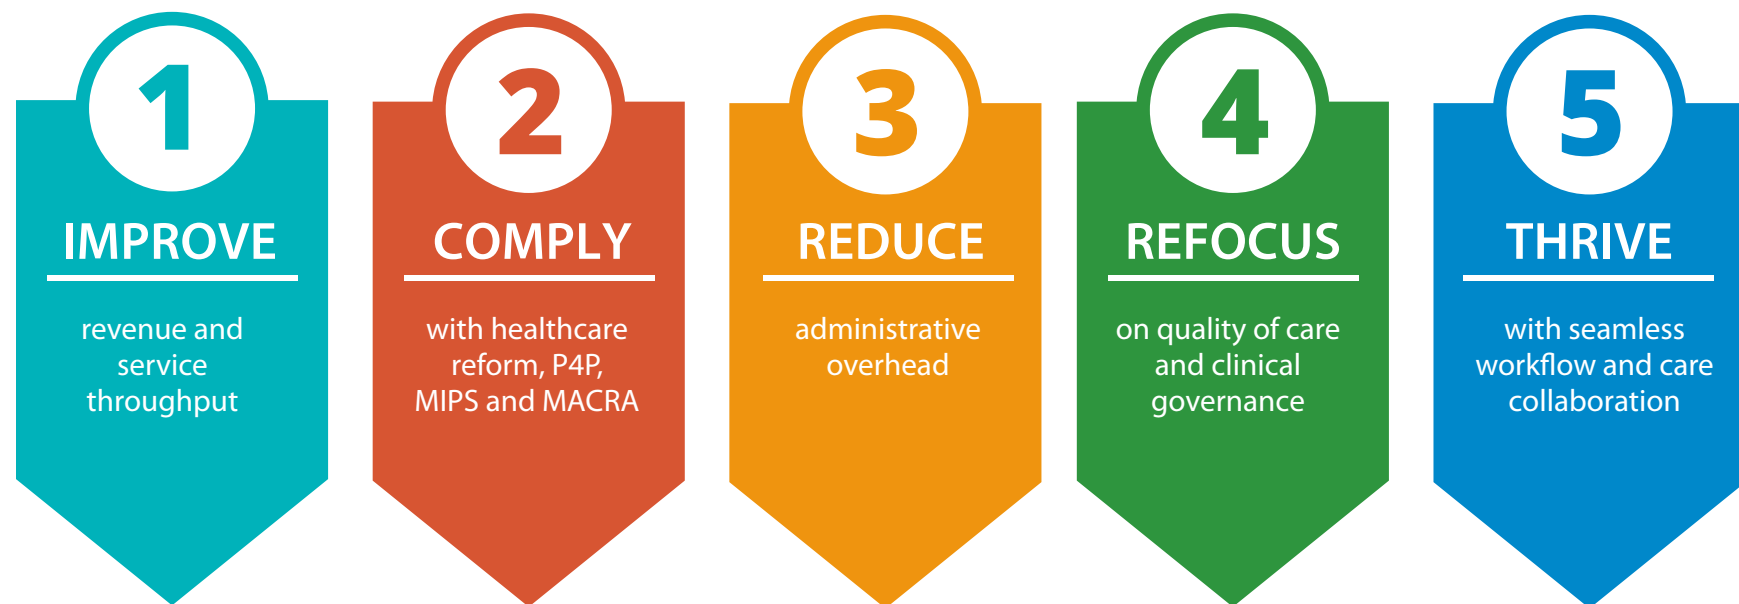 1
IMPROVE
revenue and
service
throughput
2
COMPLY
with healthcare
reform, P4P,
MIPS and MACRA
3
REDUCE
administrative
overhead
4
REFOCUS
on quality of care
and clinical
governance
5
THRIVE
with seamless
workflow and care
collaboration